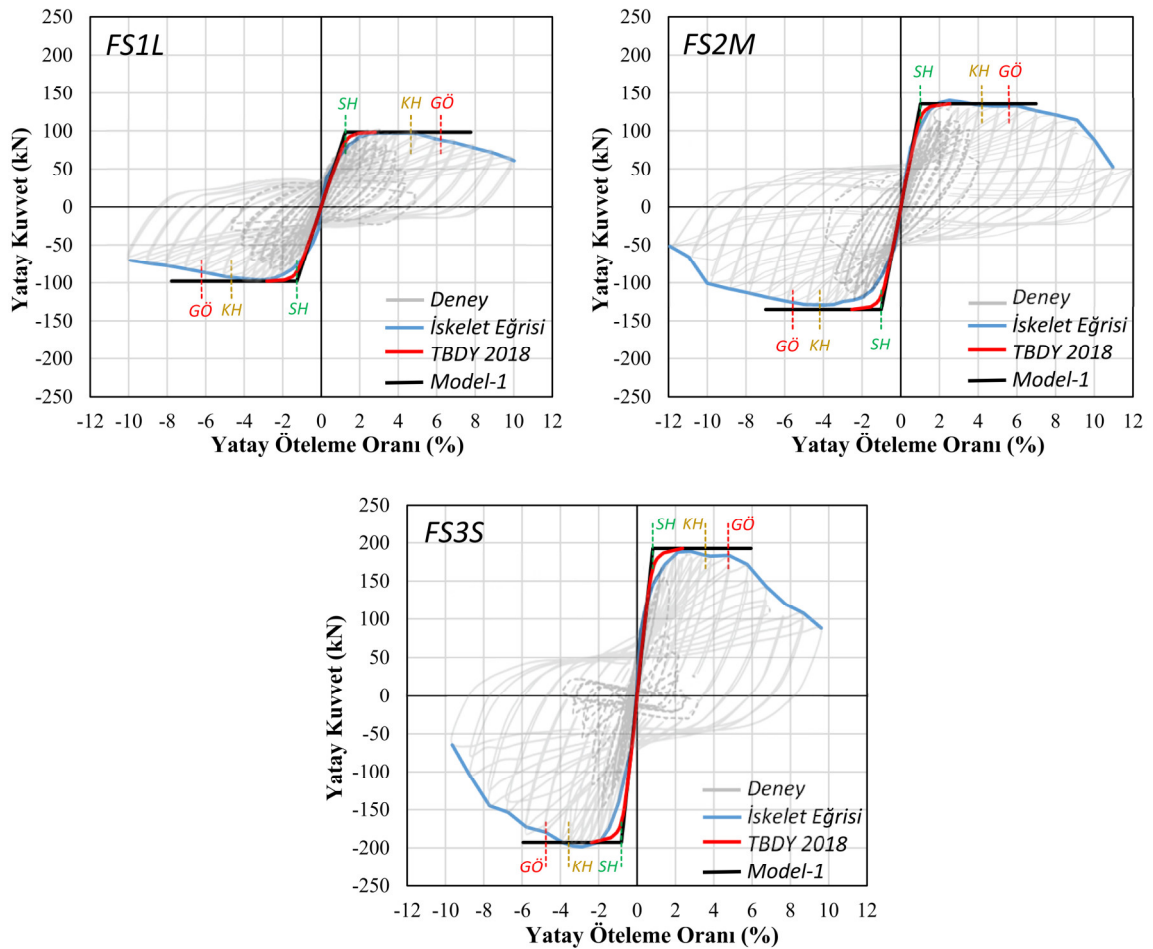 FS1L
250
200
150
100
50
0
-50
-100
-150
-200
-250
Yatay Kuvvet (kN)
SH
KH
GÖ
GÖ
KH
SH
Deney
İskelet Eğrisi
TBDY 2018
Model-1
-12 -10 -8 -6 -4 -2 0 2 4 6 8 10 12
Yatay Öteleme Oranı (%)
FS2M
250
200
150
100
50
0
-50
-100
-150
-200
-250
Yatay Kuvvet (kN)
SH
KH
GÖ
GÖ
KH
SH
Deney
İskelet Eğrisi
TBDY 2018
Model-1
-12 -10 -8 -6 -4 -2 0 2 4 6 8 10 12
Yatay Öteleme Oranı (%)
FS3S
250
200
150
100
50
0
-50
-100
-150
-200
-250
Yatay Kuvvet (kN)
SH
KH
GÖ
GÖ
KH
SH
Deney
İskelet Eğrisi
TBDY 2018
Model-1
-12 -10 -8 -6 -4 -2 0 2 4 6 8 10 12
Yatay Öteleme Oranı (%)